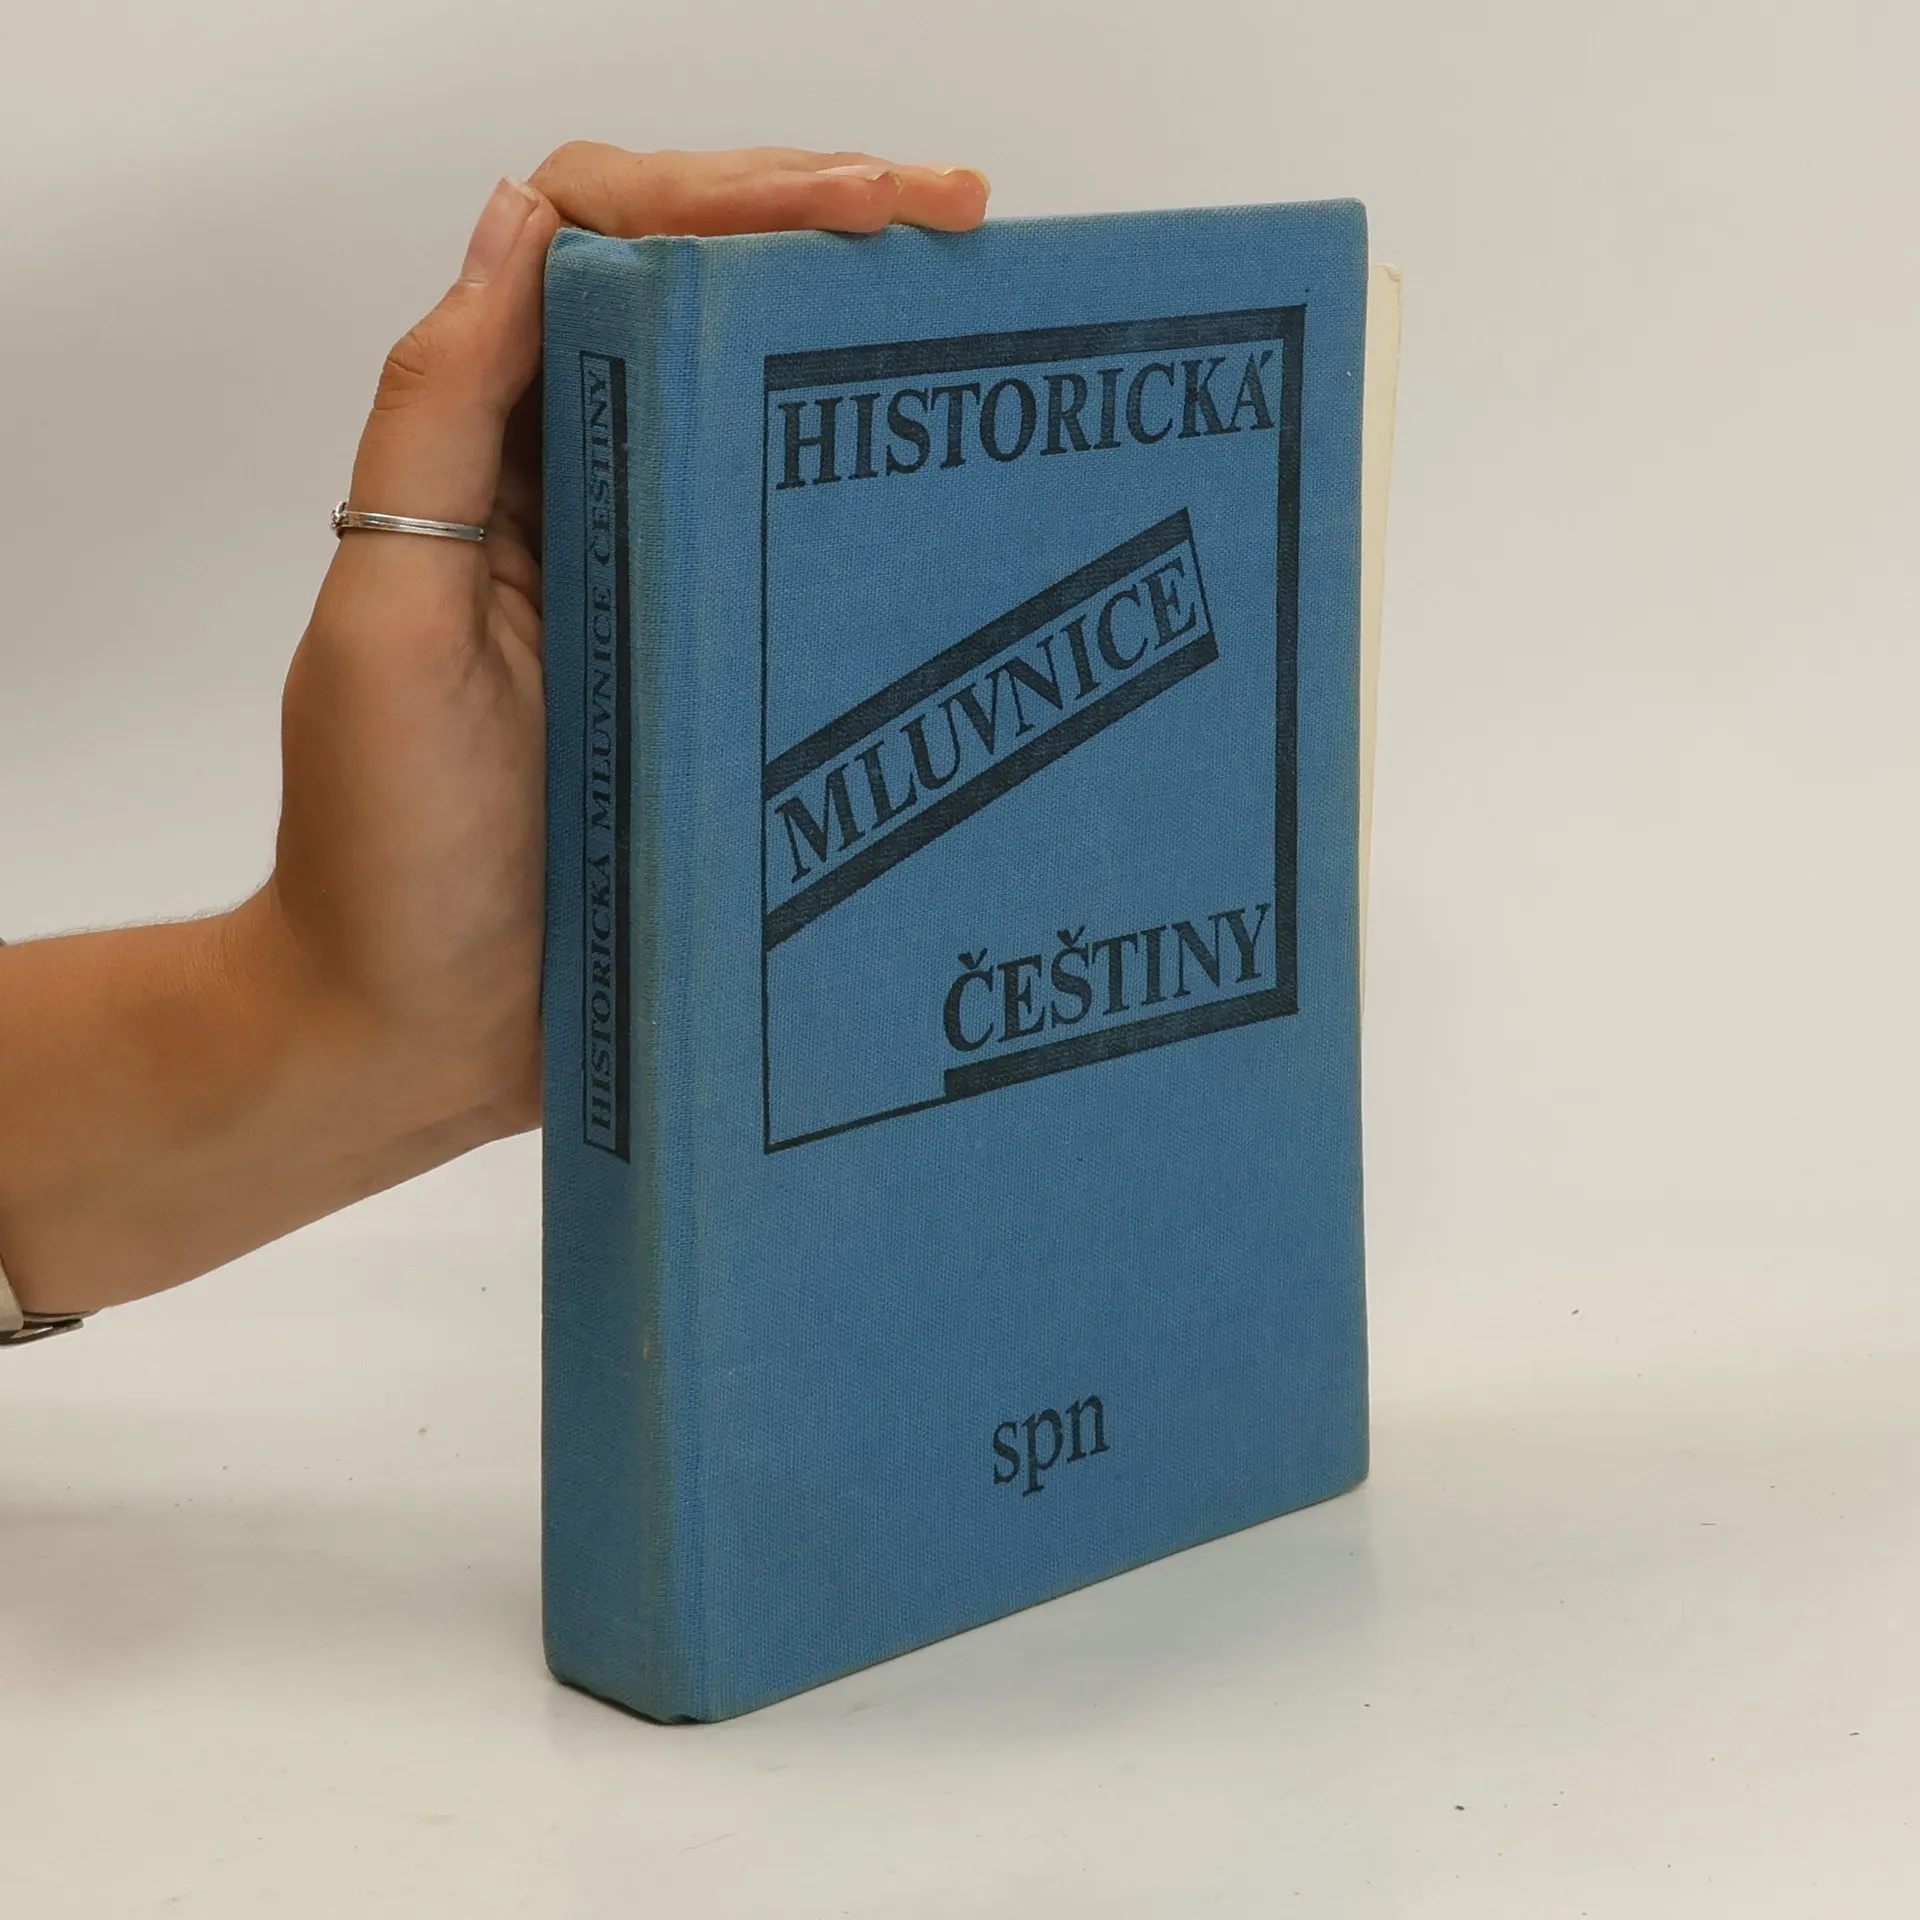 HISTORICKÁ MLUVNICE ČEŠTINY
HISTORICKÁ
MLUVNICE
ČEŠTINY
spn